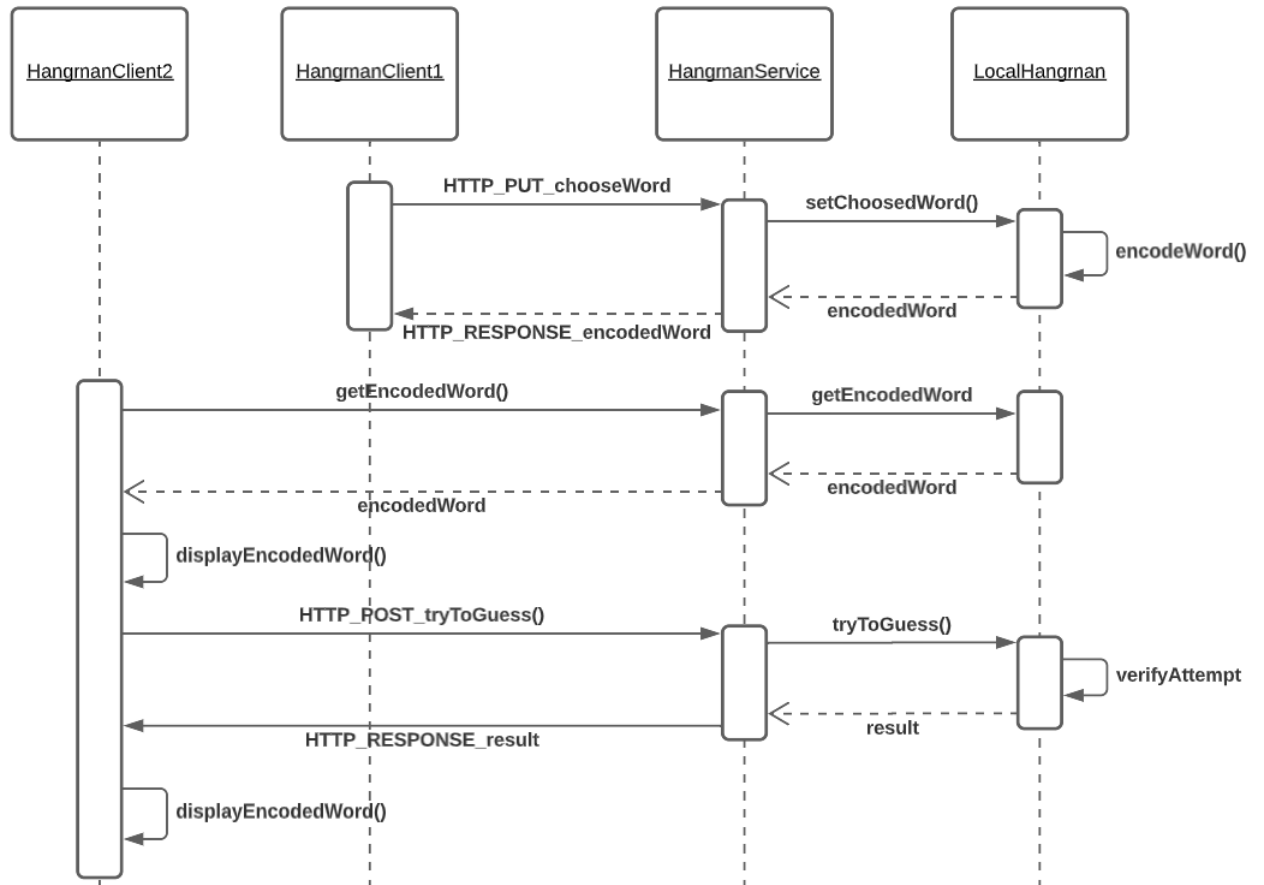 HangmanClient2
HangmanClient1
HangmanService
LocalHangman
HTTP_PUT_chooseWord
setChoosedWord()
encodeWord()
encodedWord
HTTP_RESPONSE_encodedWord
getEncodedWord()
getEncodedWord
encodedWord
encodedWord
displayEncodedWord()
HTTP_POST_tryToGuess()
tryToGuess()
verifyAttempt
result
HTTP_RESPONSE_result
displayEncodedWord()